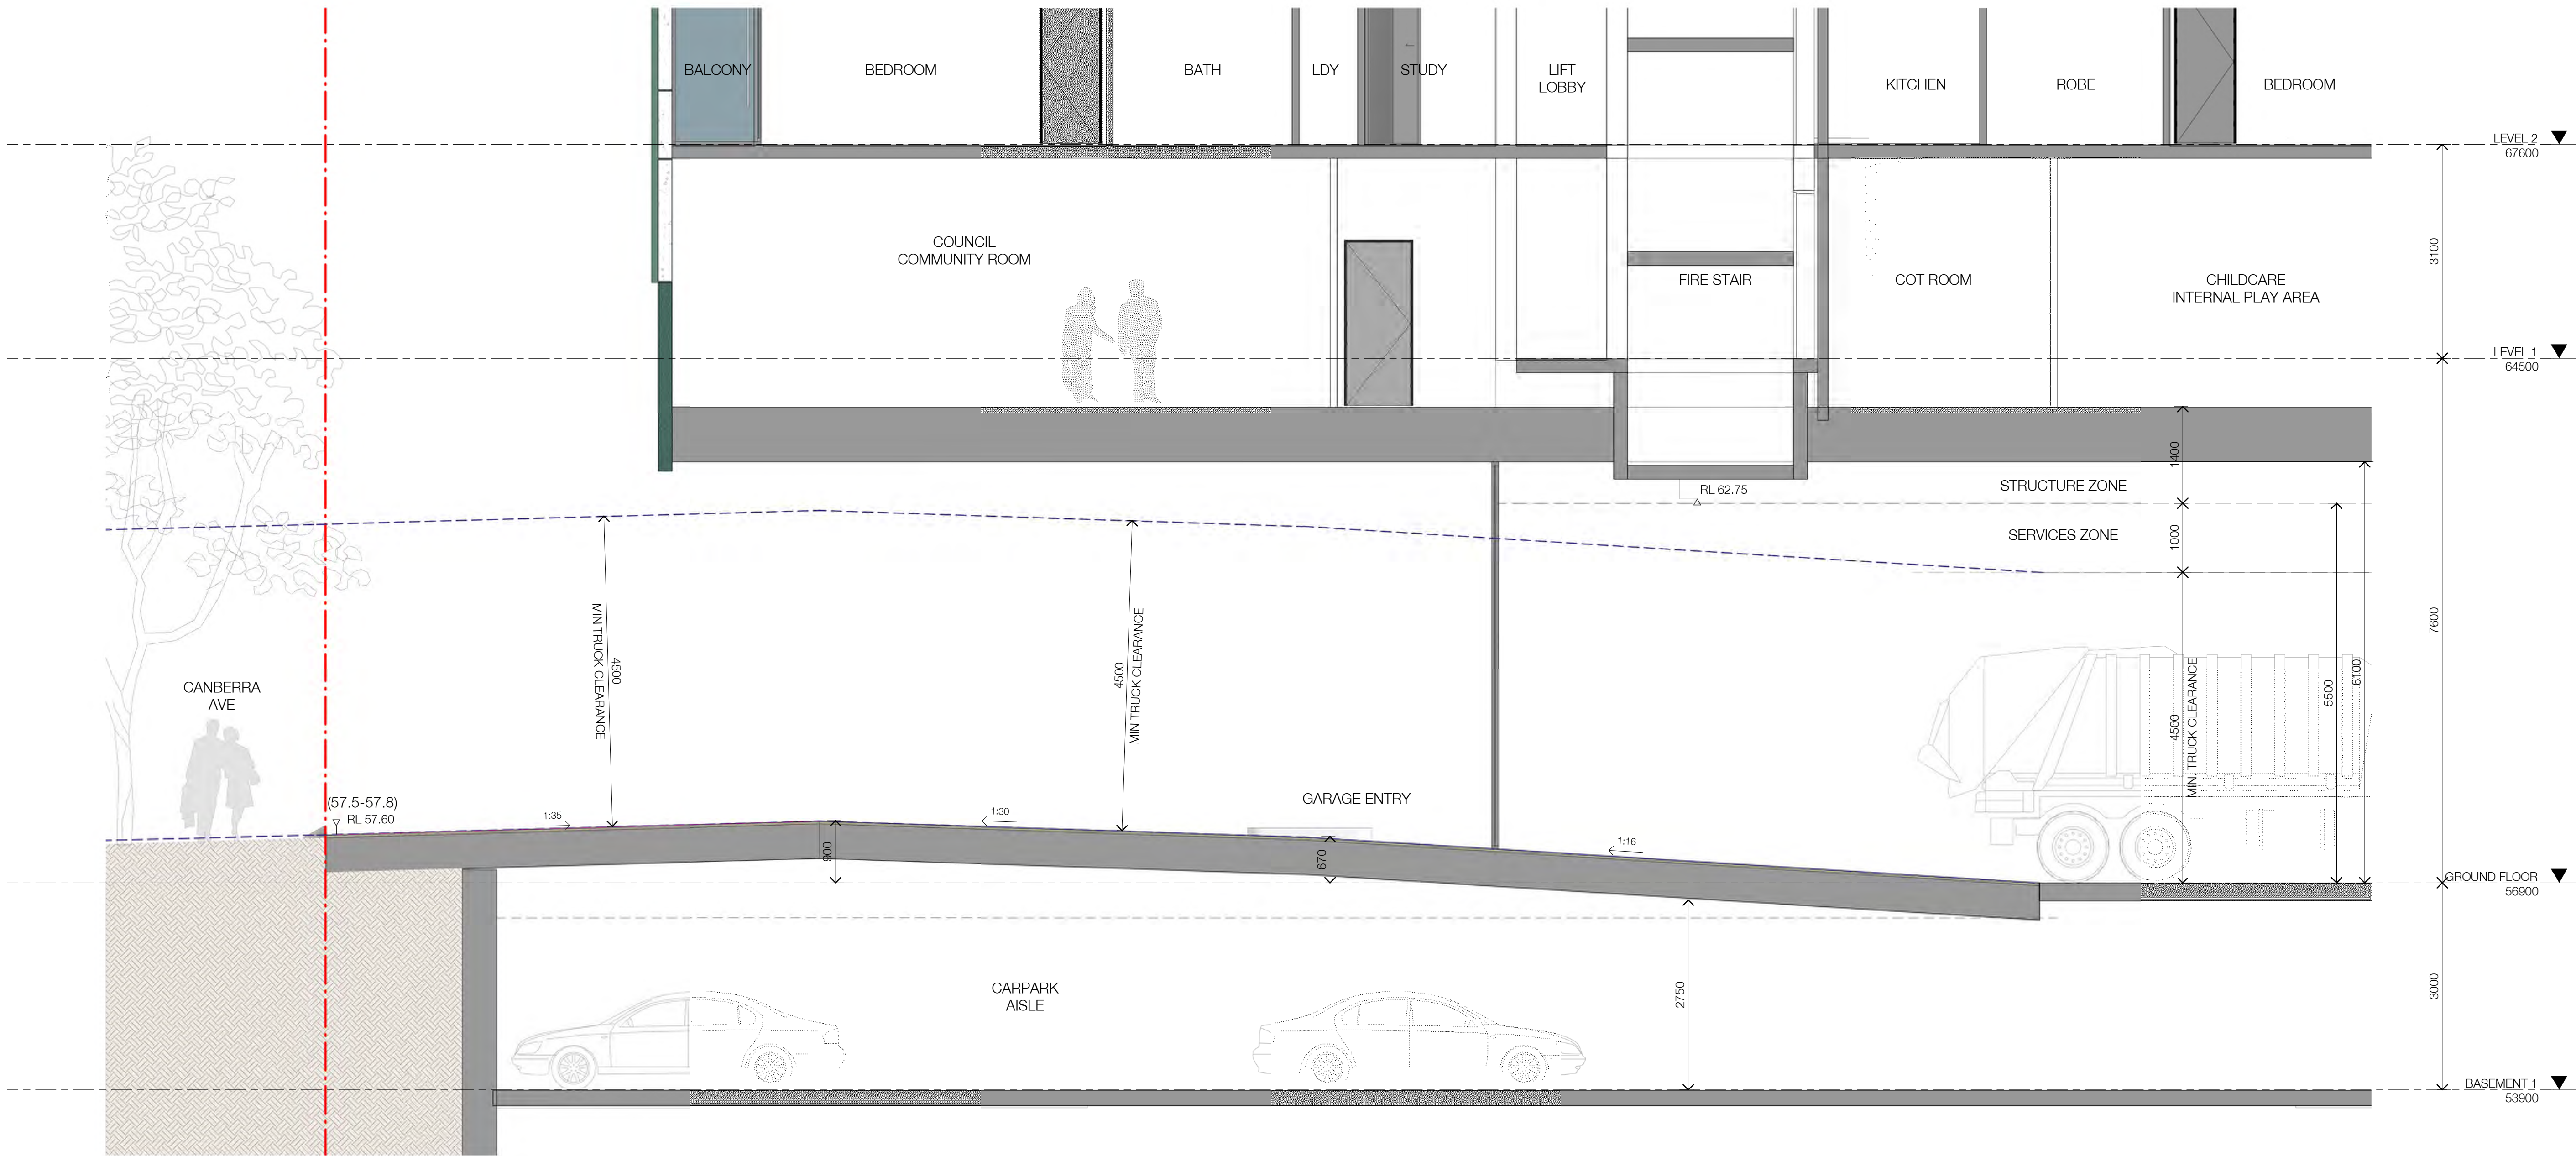 BALCONY
BEDROOM
BATH
LDY
STUDY
LIFT
LOBBY
KITCHEN
ROBE
BEDROOM
LEVEL 2
67600
COUNCIL
COMMUNITY ROOM
FIRE STAIR
COT ROOM
CHILDCARE
INTERNAL PLAY AREA
3100
LEVEL 1
64500
1400
RL 62.75
STRUCTURE ZONE
SERVICES ZONE
1000
MIN TRUCK CLEARANCE
4500
4500
MIN TRUCK CLEARANCE
4500
MIN. TRUCK CLEARANCE
5500
6100
7600
CANBERRA
AVE
(57.5-57.8)
RL 57.60
1:35
1:30
GARAGE ENTRY
1:16
900
670
GROUND FLOOR
56900
CARPARK
AISLE
2750
3000
BASEMENT 1
53900